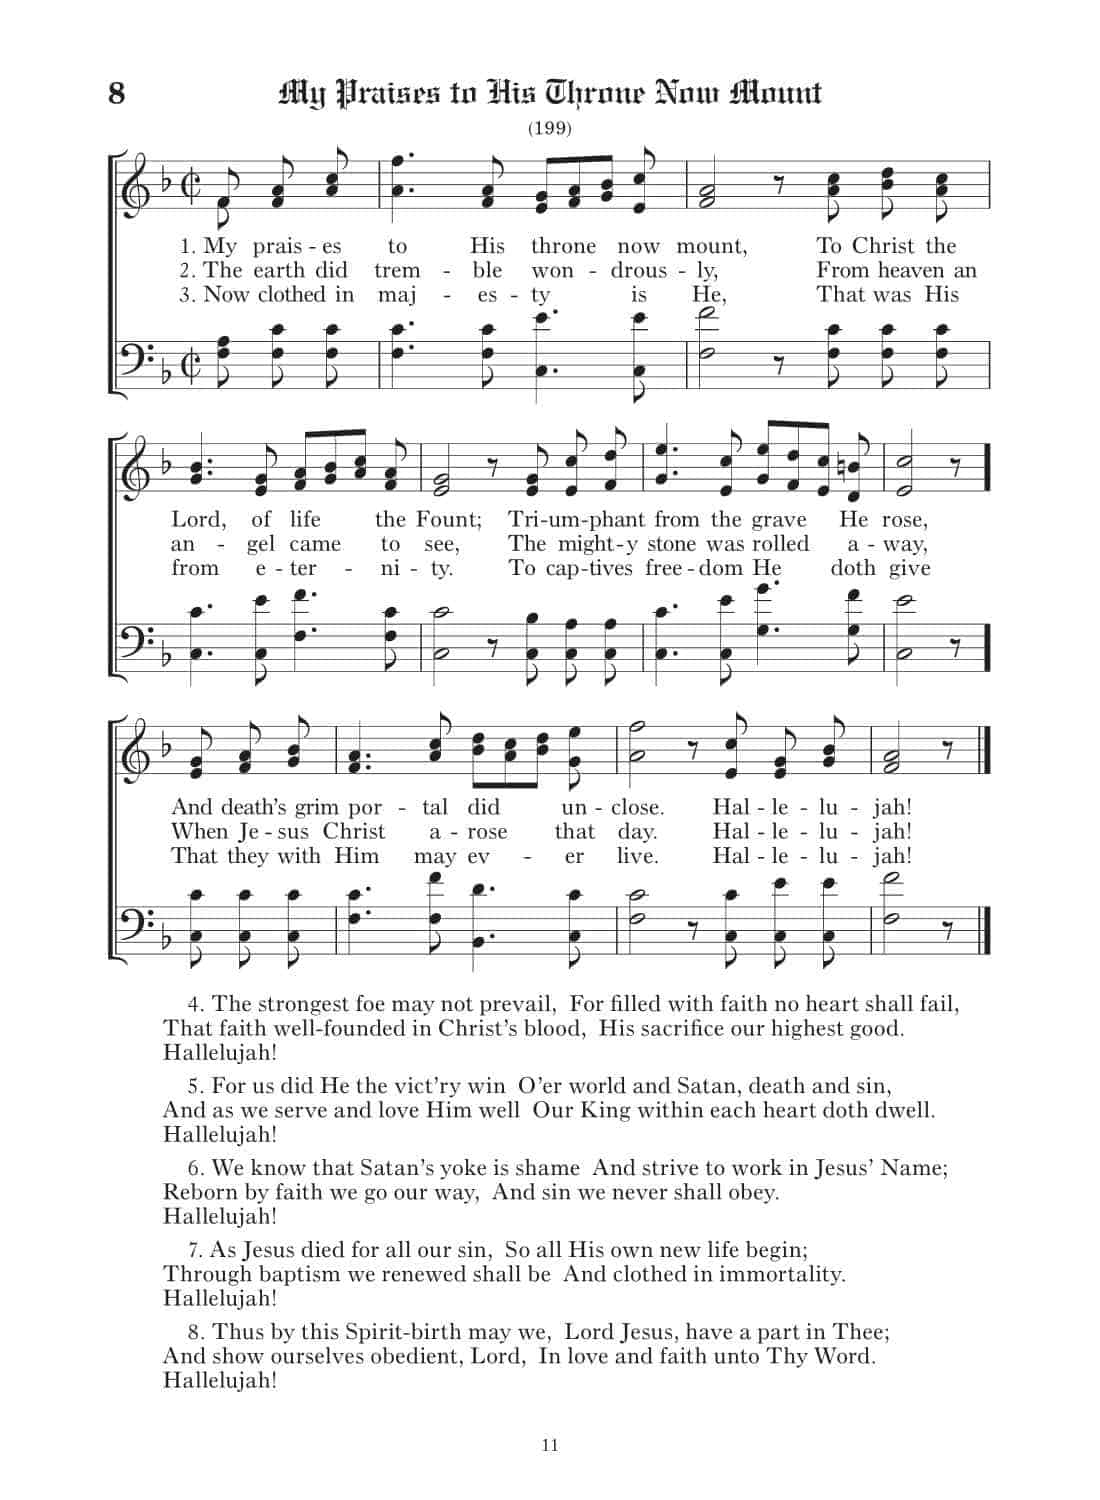 8 My Praises to His Throne Now Mount
(199)
1. My prais - es to His throne now mount, To Christ the
2. The earth did trem - ble won - drous - ly, From heaven an
3. Now clothed in maj - es - ty is He, That was His
Lord, of life the Fount; Tri-um-phant from the grave He rose,
an - gel came to see, The might-y stone was rolled a - way,
from e - ter - ni - ty. To cap-tives free-dom He doth give
And death's grim por - tal did un - close. Hal - le - lu - jah!
When Je - sus Christ a - rose that day. Hal - le - lu - jah!
That they with Him may ev - er live. Hal - le - lu - jah!
4. The strongest foe may not prevail, For filled with faith no heart shall fail,
That faith well-founded in Christ's blood, His sacrifice our highest good.
Hallelujah!
5. For us did He the vict'ry win O'er world and Satan, death and sin,
And as we serve and love Him well Our King within each heart doth dwell.
Hallelujah!
6. We know that Satan's yoke is shame And strive to work in Jesus' Name;
Reborn by faith we go our way, And sin we never shall obey.
Hallelujah!
7. As Jesus died for all our sin, So all His own new life begin;
Through baptism we renewed shall be And clothed in immortality.
Hallelujah!
8. Thus by this Spirit-birth may we, Lord Jesus, have a part in Thee;
And show ourselves obedient, Lord, In love and faith unto Thy Word.
Hallelujah!
11